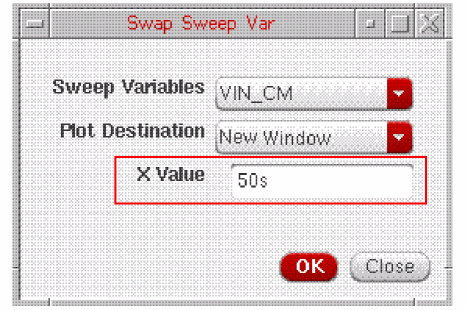 Swap Sweep Var
Sweep Variables VIN_CM
Plot Destination New Window
X Value 50s
OK Close